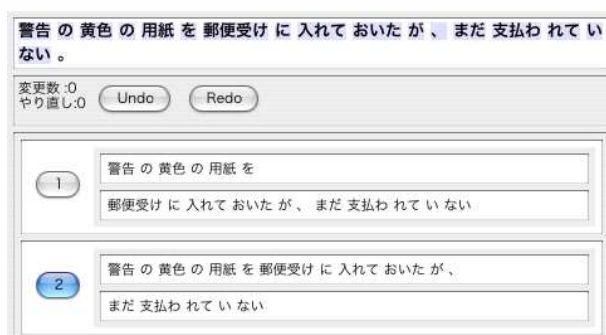 警告 の 黄色 の 用紙 を 郵便受け に 入れて おいた が 、 まだ 支払わ れて い
ない 。
変更数 :0
やり直し:0
Undo
Redo
1
警告 の 黄色 の 用紙 を
郵便受け に 入れて おいた が 、 まだ 支払わ れて い ない
2
警告 の 黄色 の 用紙 を 郵便受け に 入れて おいた が 、
まだ 支払わ れて い ない